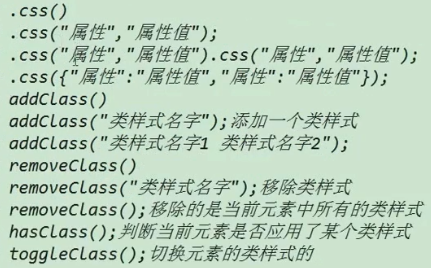 .css()
.css("属性","属性值");
.css("属性","属性值").css("属性","属性值");
.css({"属性":"属性值","属性":"属性值"});
addClass()
addClass("类样式名字");添加一个类样式
addClass("类样式名字1 类样式名字2");
removeClass()
removeClass("类样式名字");移除类样式
removeClass();移除的是当前元素中所有的类样式
hasClass();判断当前元素是否应用了某个类样式
toggleClass();切换元素的类样式的